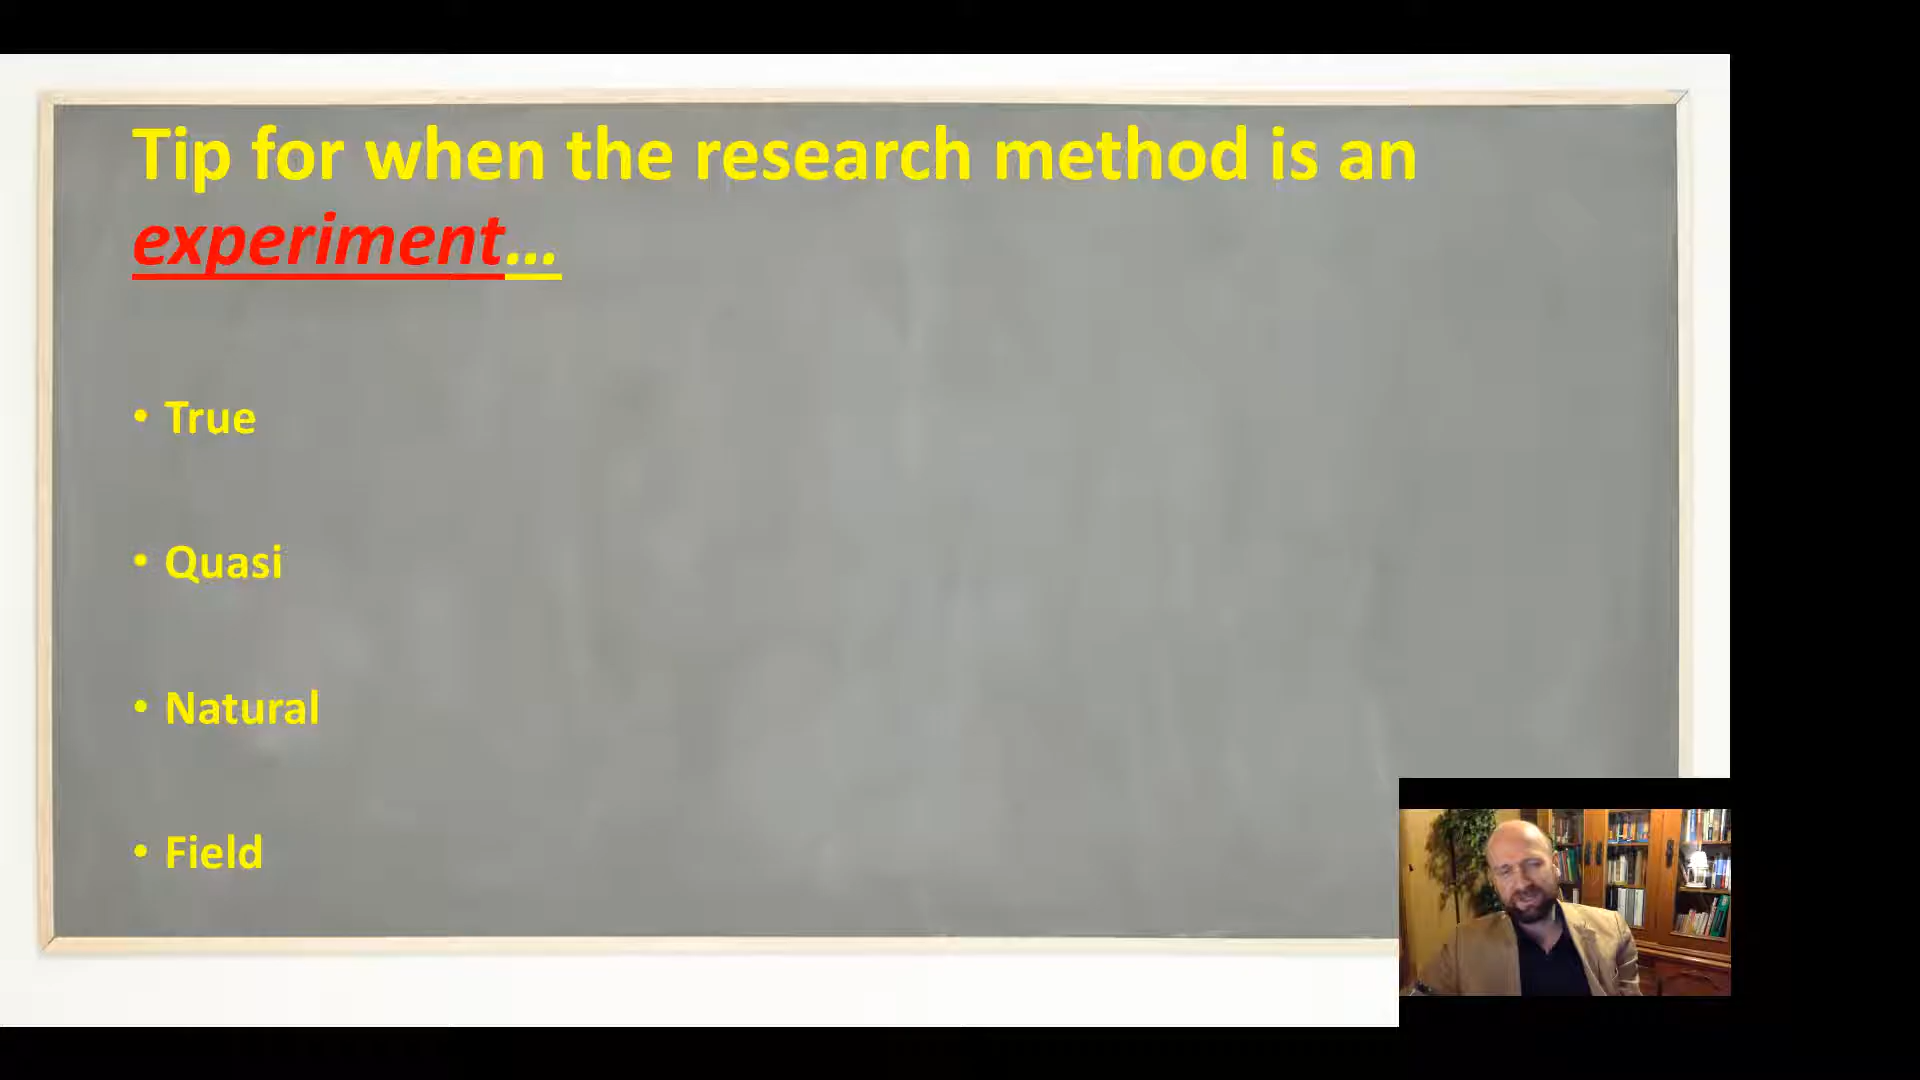 Tip for when the research method is an
experiment...
• True
• Quasi
• Natural
• Field